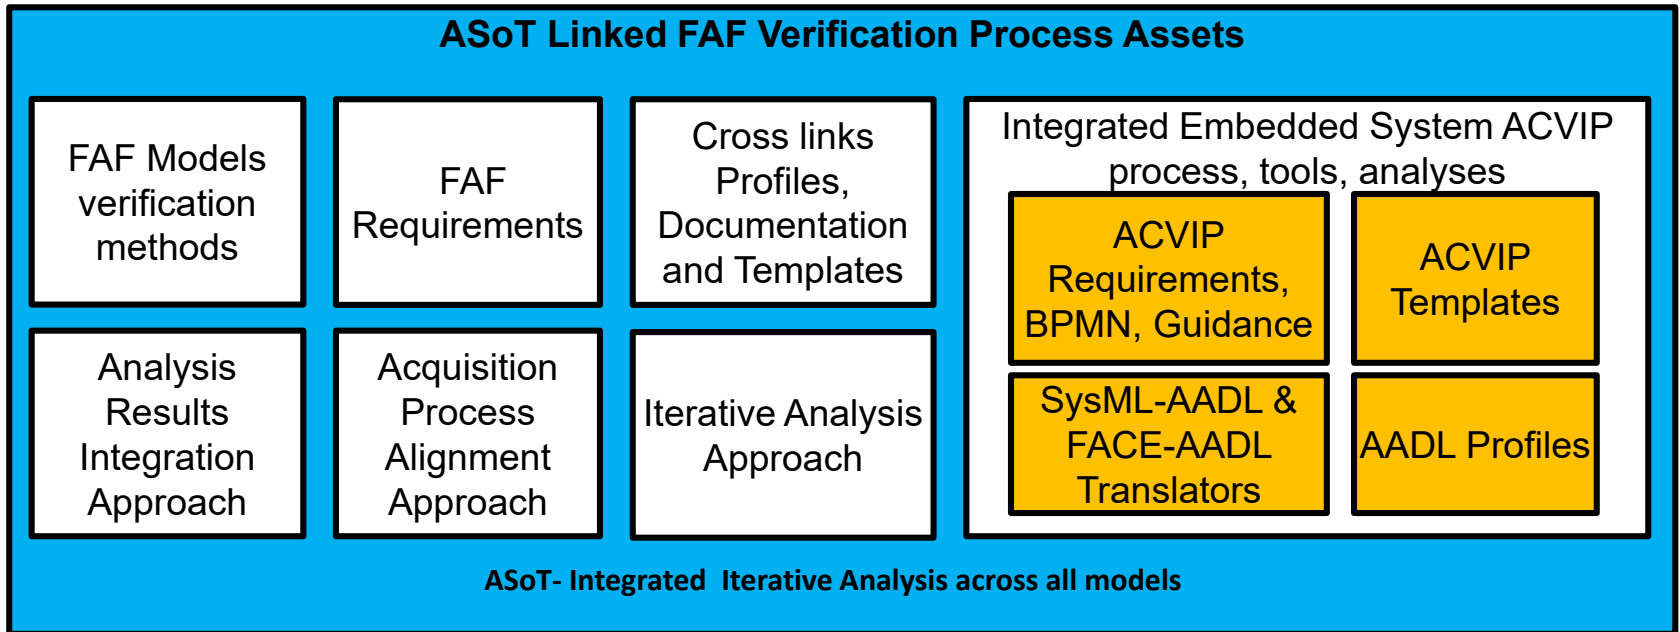 ASoT Linked FAF Verification Process Assets
FAF Models
verification
methods
FAF
Requirements
Cross links
Profiles,
Documentation
and Templates
Integrated Embedded System ACVIP
process, tools, analyses
ACVIP
Requirements,
BPMN, Guidance
ACVIP
Templates
Analysis
Results
Integration
Approach
Acquisition
Process
Alignment
Approach
Iterative Analysis
Approach
SysML-AADL &
FACE-AADL
Translators
AADL Profiles
ASoT- Integrated  Iterative Analysis across all models